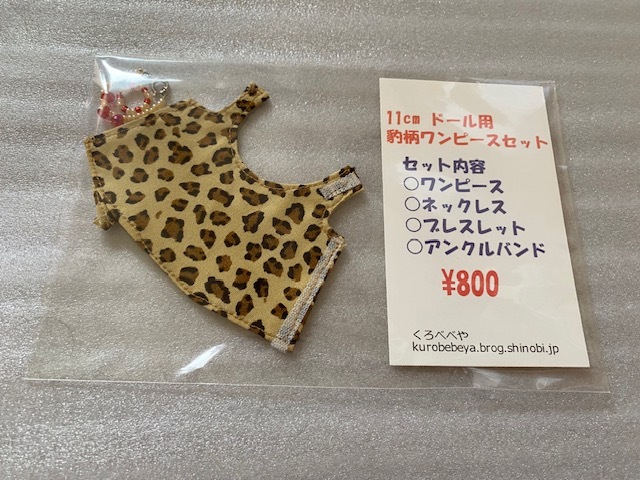 11cm ドール用
豹柄ワンピースセット
セット内容
○ワンピース
○ネックレス
○ブレスレット
○アンクルバンド
¥800
くろべべや
kurobebeya.brog.shinobi.jp